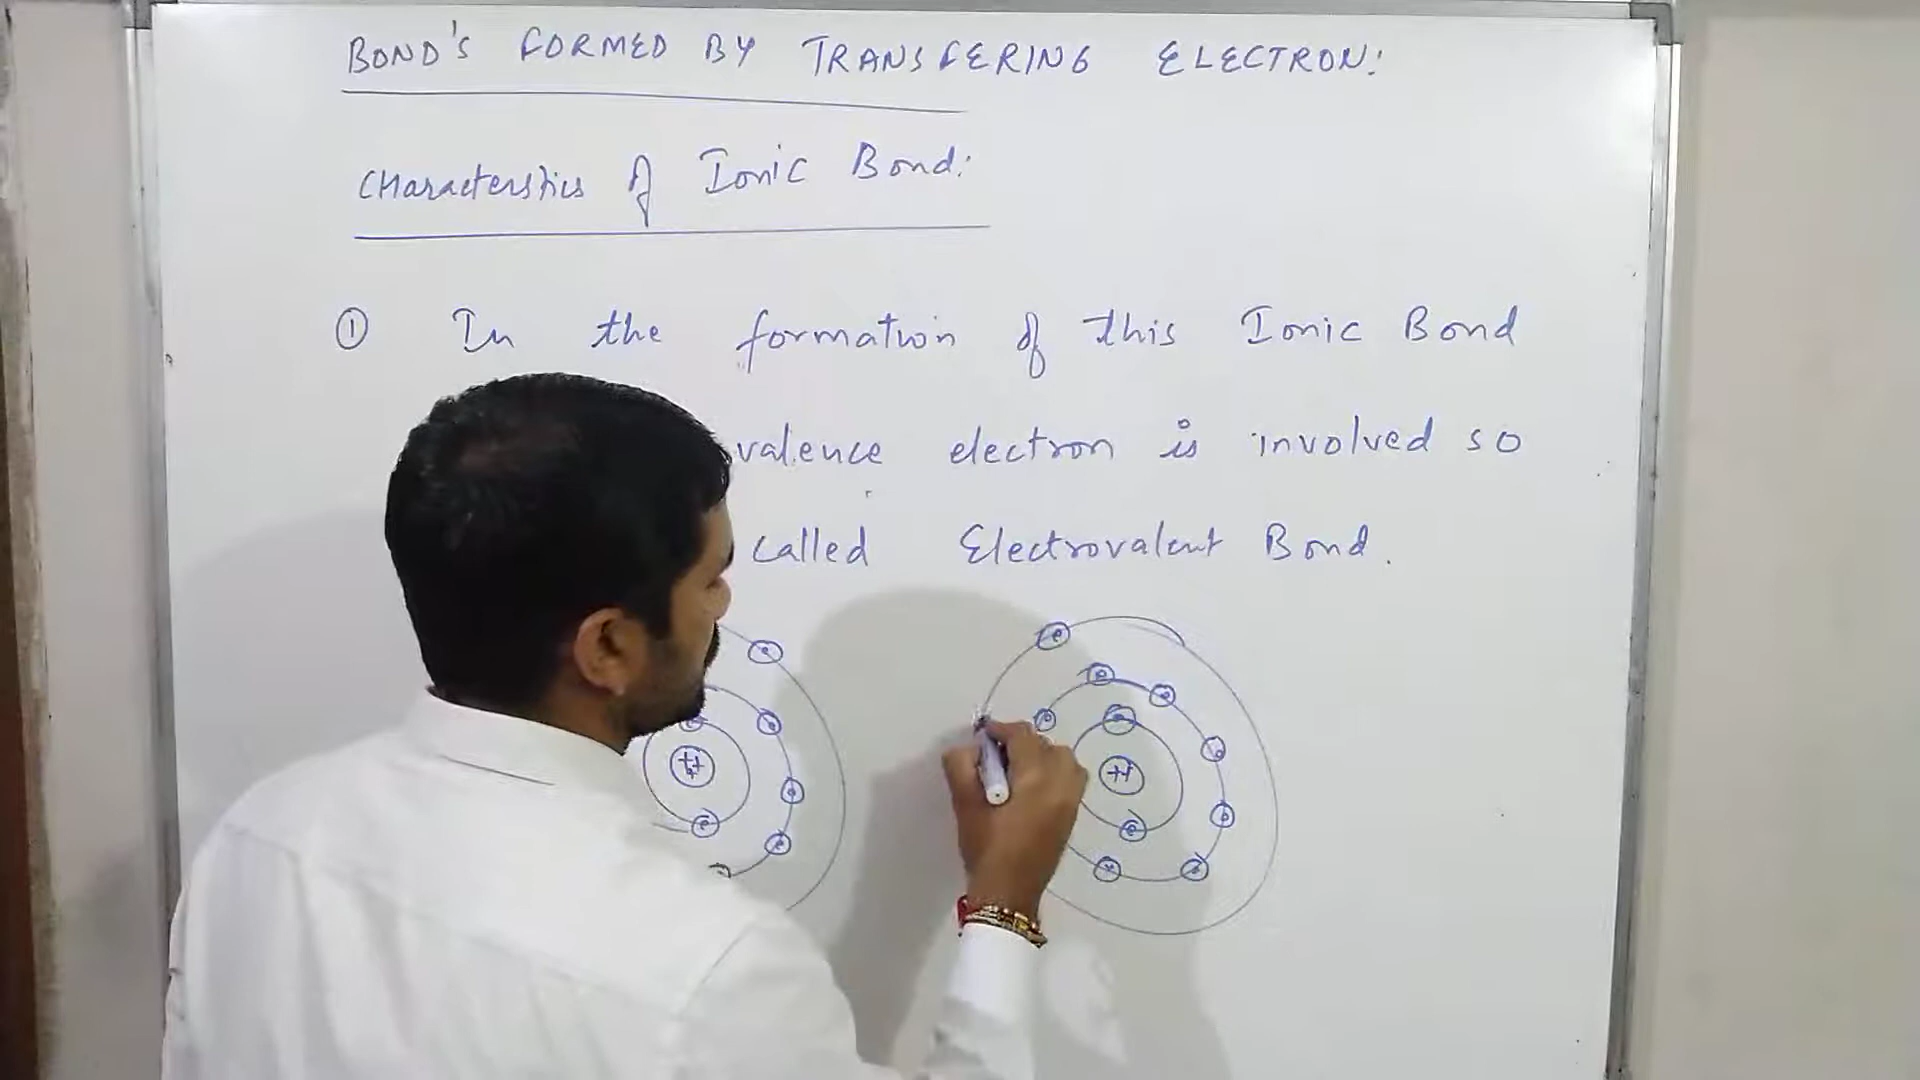 BOND'S FORMED BY TRANSFERING ELECTRON:
CHaracterstics of Ionic Bond:
① In the formation of this Ionic Bond
valence electron is involved so
called Electrovalent Bond.
e e e e e
e e e e
++ e ++ e
e e e
e e